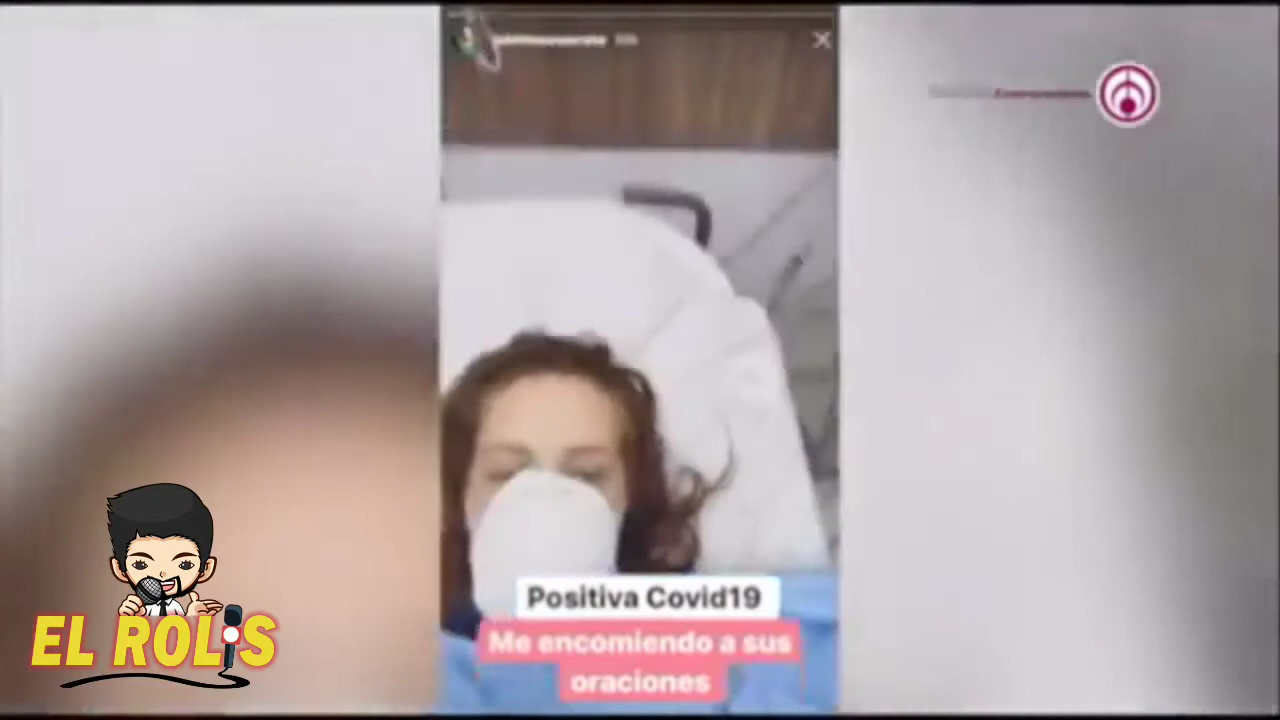 Positiva Covid19
Me encomiendo a sus
oraciones
EL ROLIS